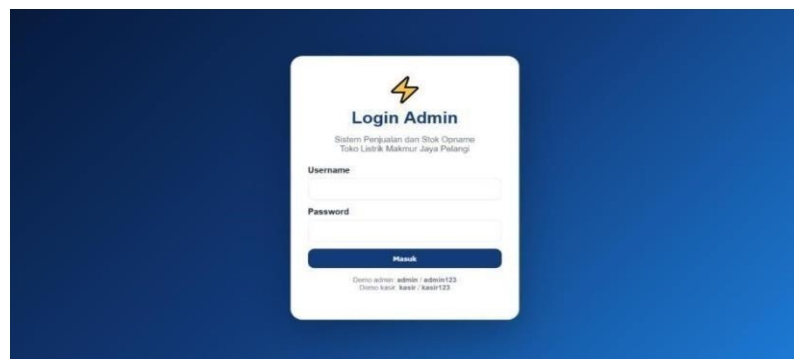 Login Admin
Sistem Penjualan dan Stok Opname
Toko Listrik Makmur Jaya Pelangi
Username
Password
Masuk
Demo admin: admin / admin123
Demo kasir: kasir / kasir123